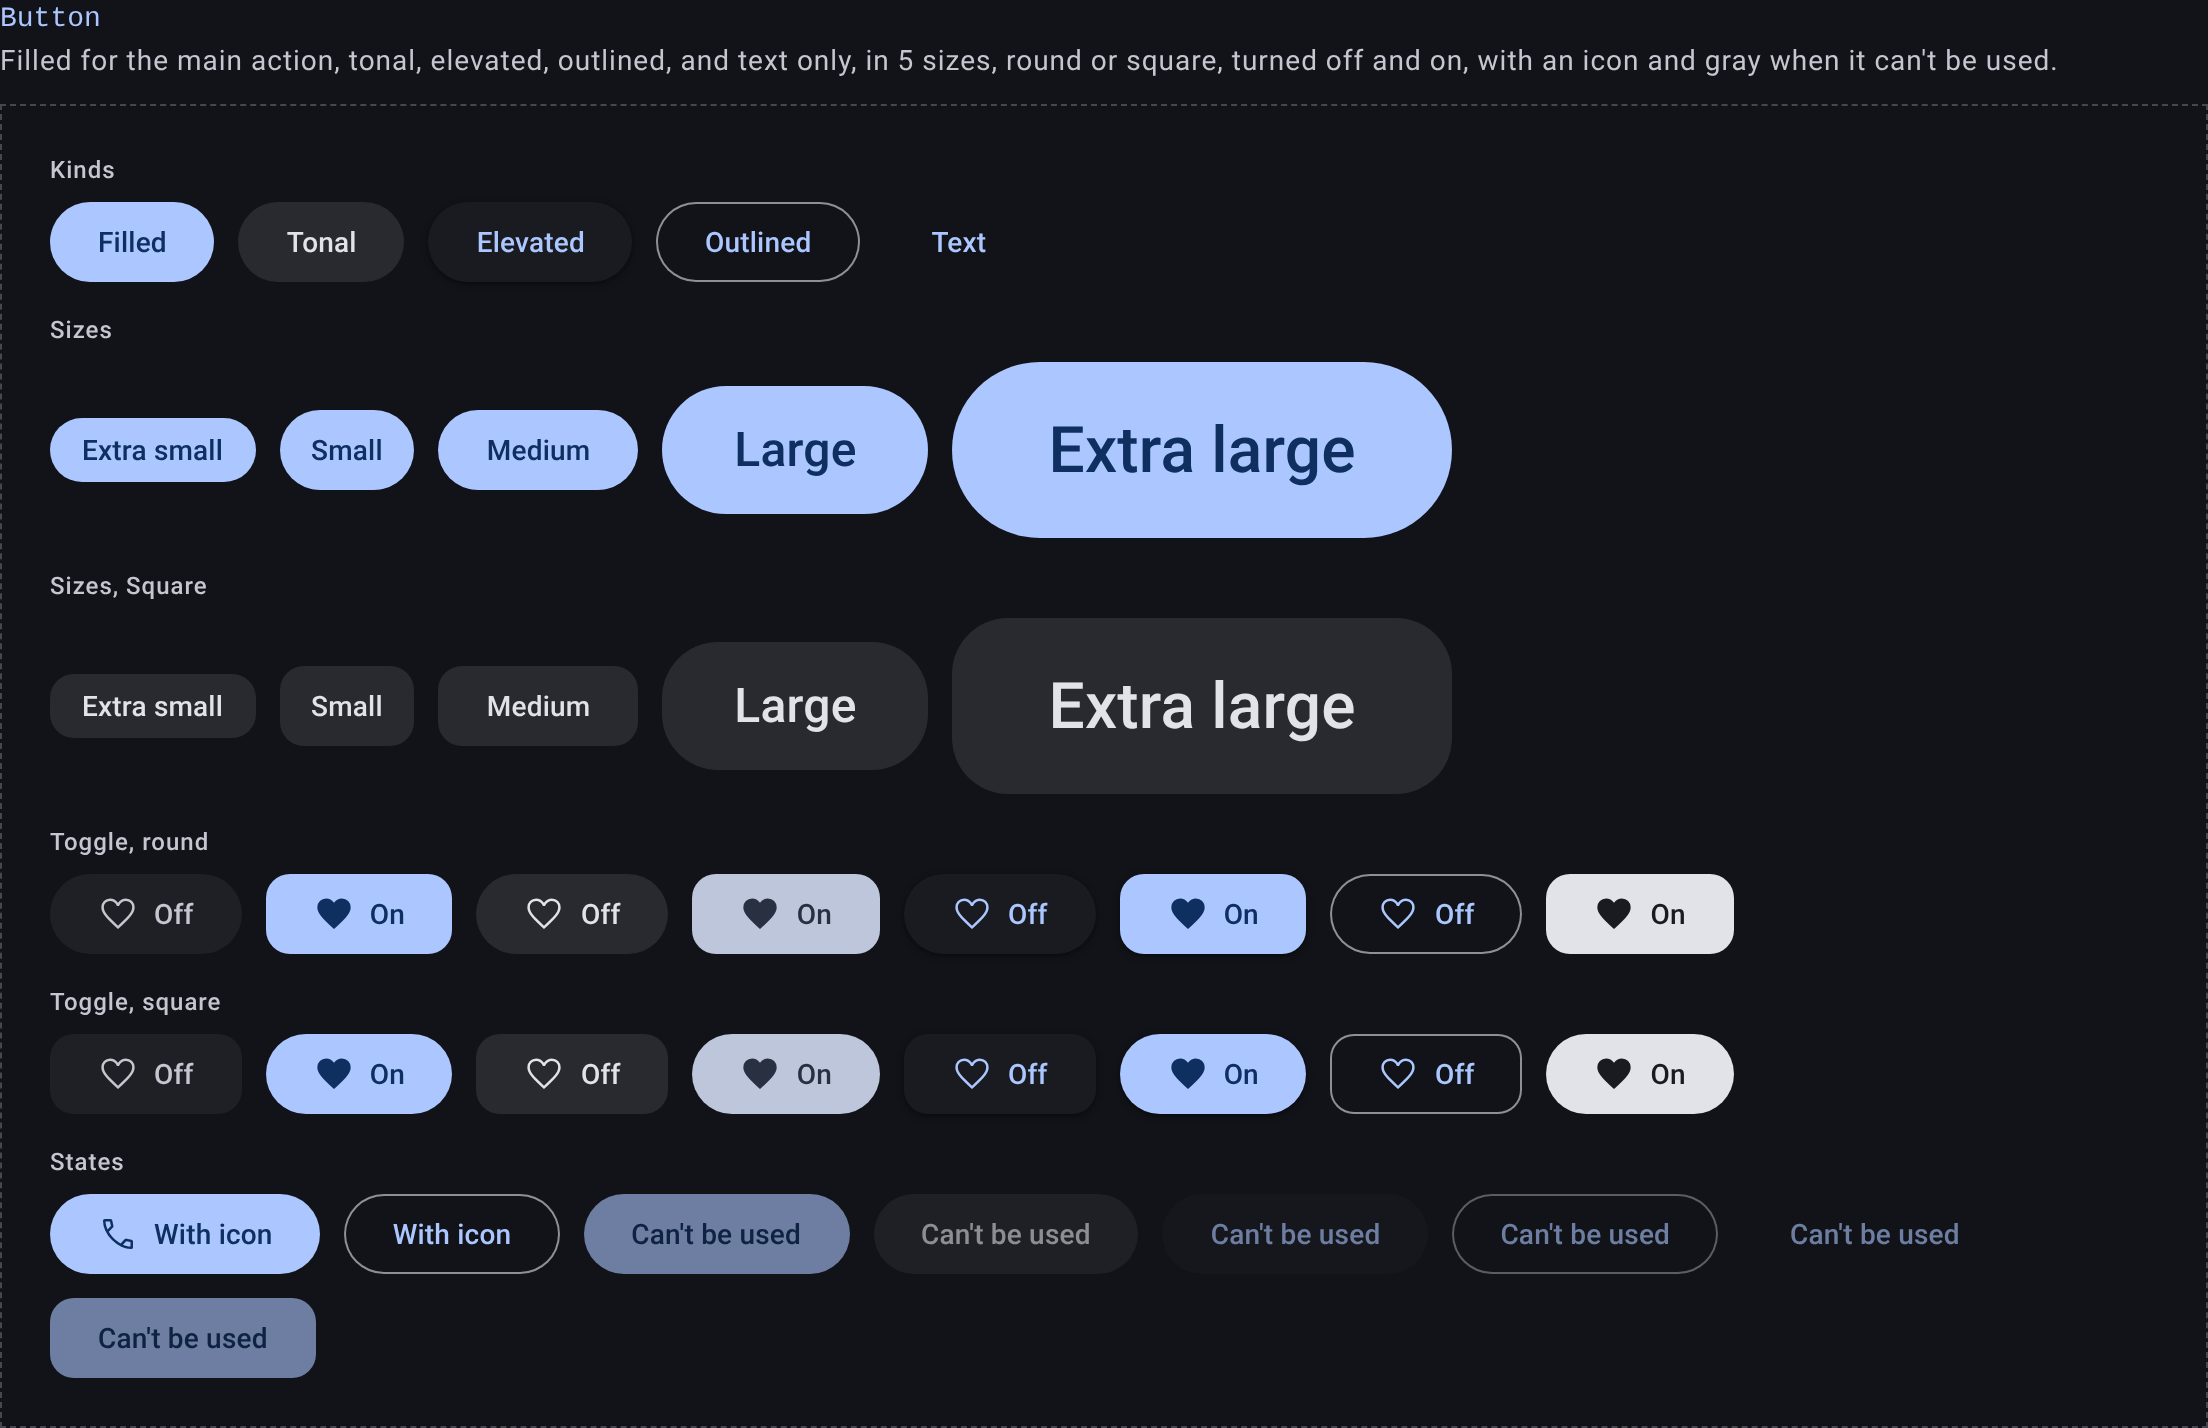 Button
Filled for the main action, tonal, elevated, outlined, and text only, in 5 sizes, round or square, turned off and on, with an icon and gray when it can't be used.
Kinds
Filled Tonal Elevated Outlined Text
Sizes
Extra small Small Medium Large Extra large
Sizes, Square
Extra small Small Medium Large Extra large
Toggle, round
Off On Off On Off On Off On
Toggle, square
Off On Off On Off On Off On
States
With icon With icon Can't be used Can't be used Can't be used Can't be used Can't be used
Can't be used